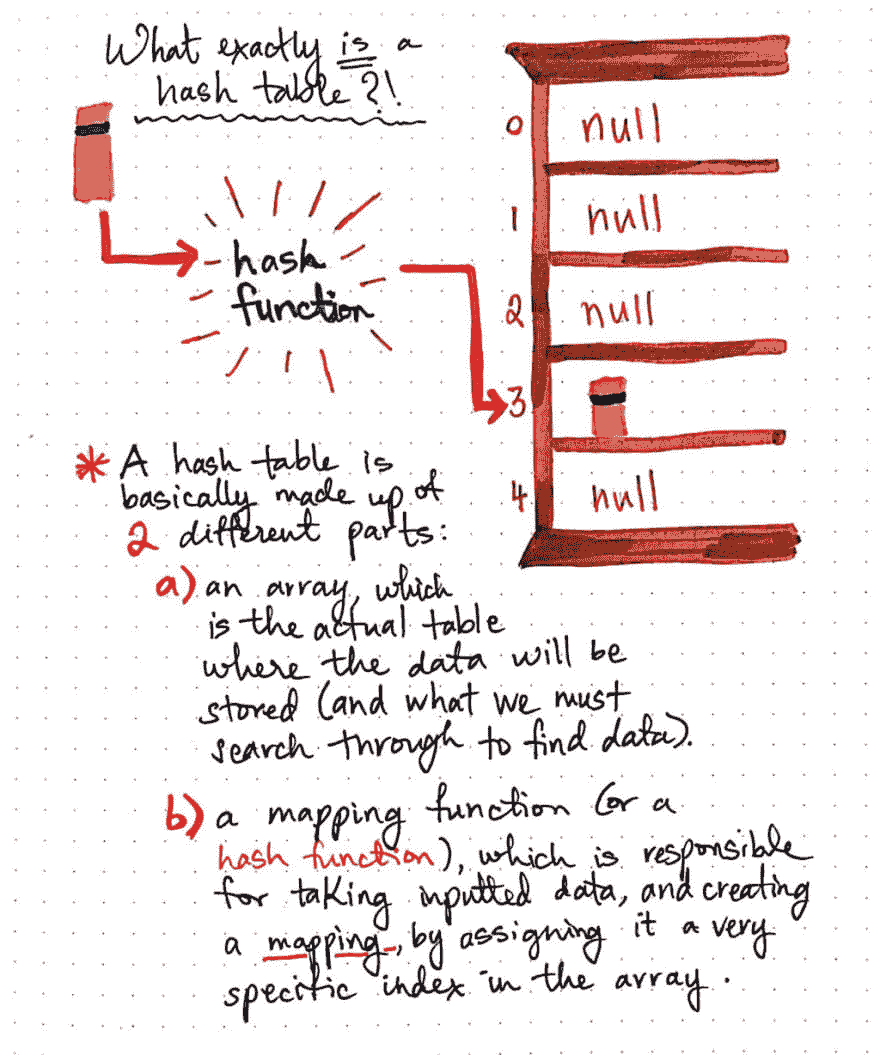 What exactly is a
hash table?!
0 null
1 null
hash
function
2 null
3
4 null
* A hash table is
basically made up of
2 different parts:
a) an array, which
is the actual table
where the data will be
stored (and what we must
search through to find data).
b) a mapping function (or a
hash function), which is responsible
for taking inputted data, and creating
a mapping, by assigning it a very
specific index in the array.